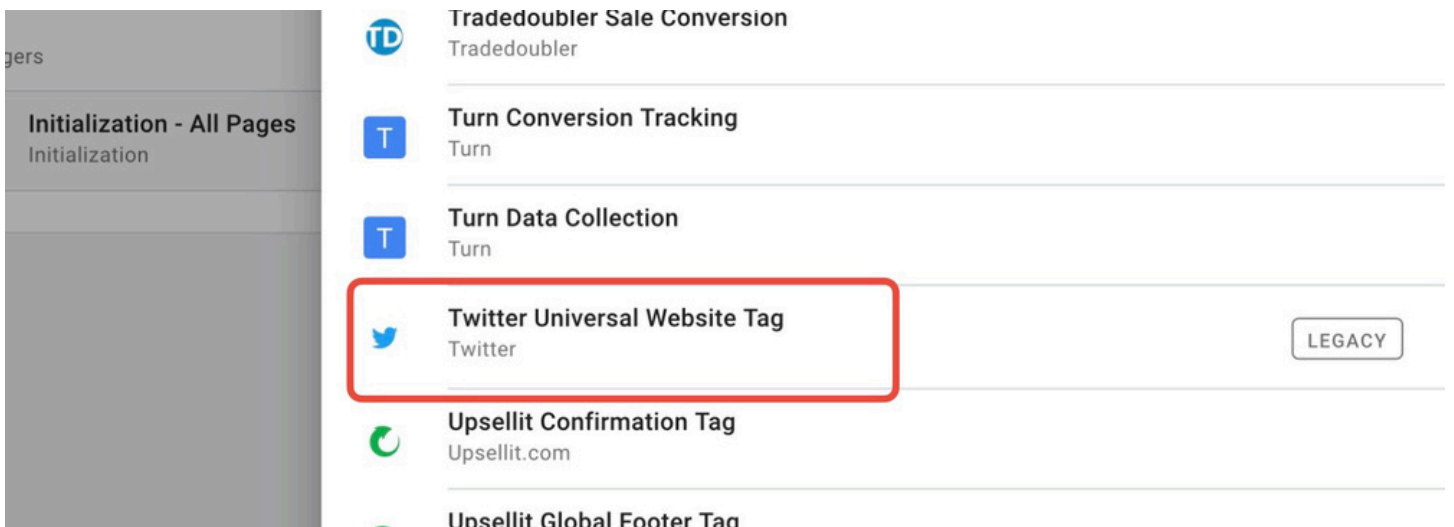 gers
Initialization - All Pages
Initialization
TD
Tradedoubler Sale Conversion
Tradedoubler
T
Turn Conversion Tracking
Turn
T
Turn Data Collection
Turn
Twitter Universal Website Tag
Twitter
LEGACY
Upsellit Confirmation Tag
Upsellit.com
Upsellit Global Footer Tag